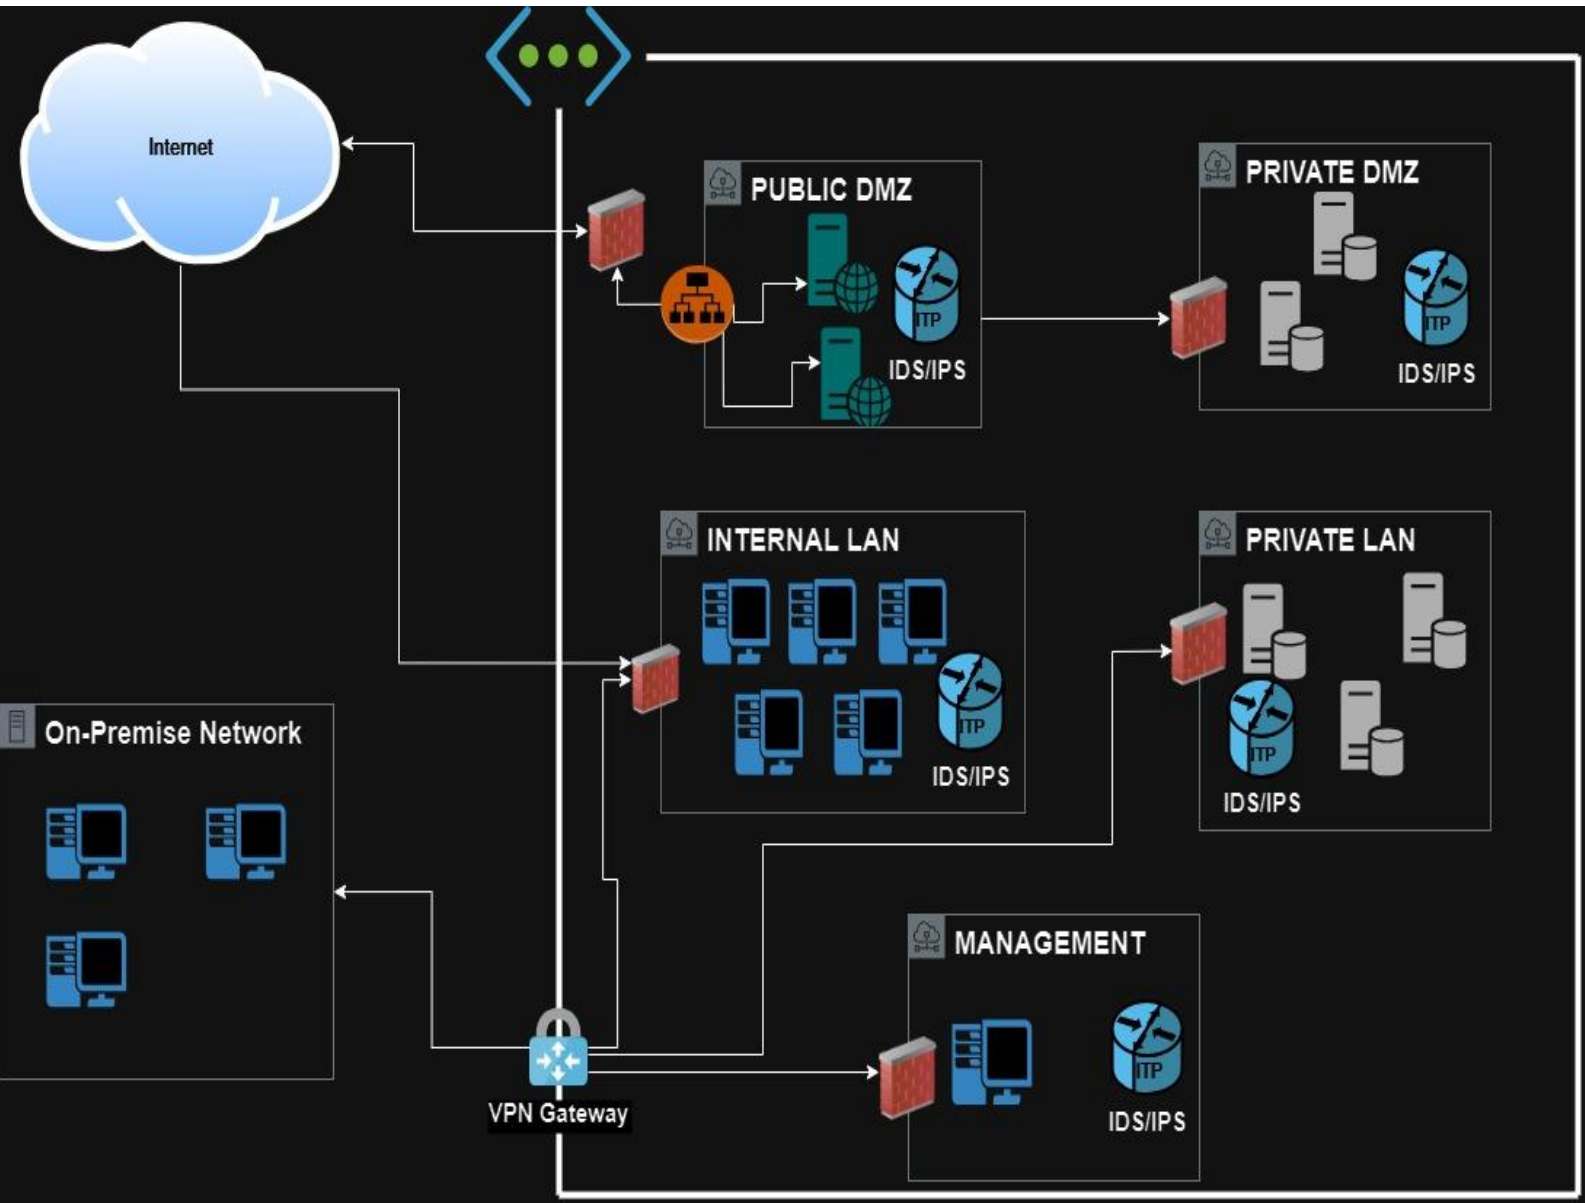 Internet
PUBLIC DMZ
ITP
IDS/IPS
PRIVATE DMZ
ITP
IDS/IPS
INTERNAL LAN
ITP
IDS/IPS
PRIVATE LAN
ITP
IDS/IPS
On-Premise Network
VPN Gateway
MANAGEMENT
ITP
IDS/IPS